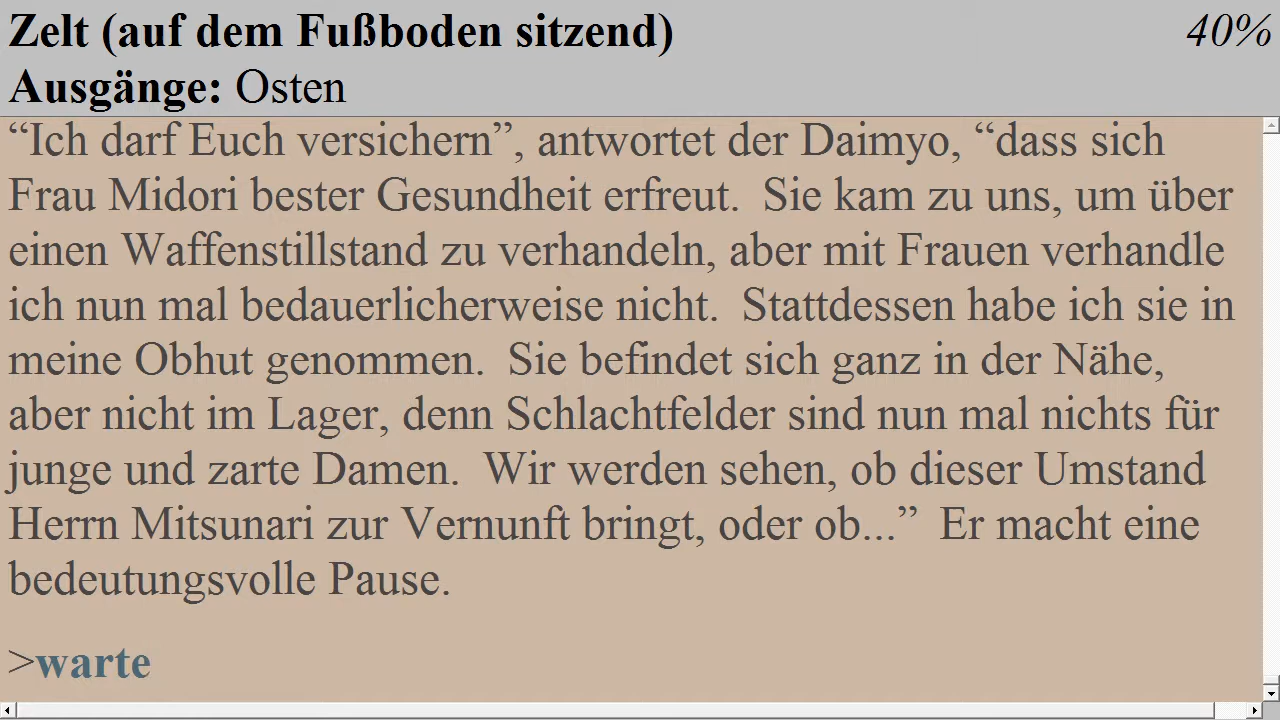 Zelt (auf dem Fußboden sitzend) 40%
Ausgänge: Osten
“Ich darf Euch versichern”, antwortet der Daimyo, “dass sich
Frau Midori bester Gesundheit erfreut.  Sie kam zu uns, um über
einen Waffenstillstand zu verhandeln, aber mit Frauen verhandle
ich nun mal bedauerlicherweise nicht.  Stattdessen habe ich sie in
meine Obhut genommen.  Sie befindet sich ganz in der Nähe,
aber nicht im Lager, denn Schlachtfelder sind nun mal nichts für
junge und zarte Damen.  Wir werden sehen, ob dieser Umstand
Herrn Mitsunari zur Vernunft bringt, oder ob...”  Er macht eine
bedeutungsvolle Pause.
>warte